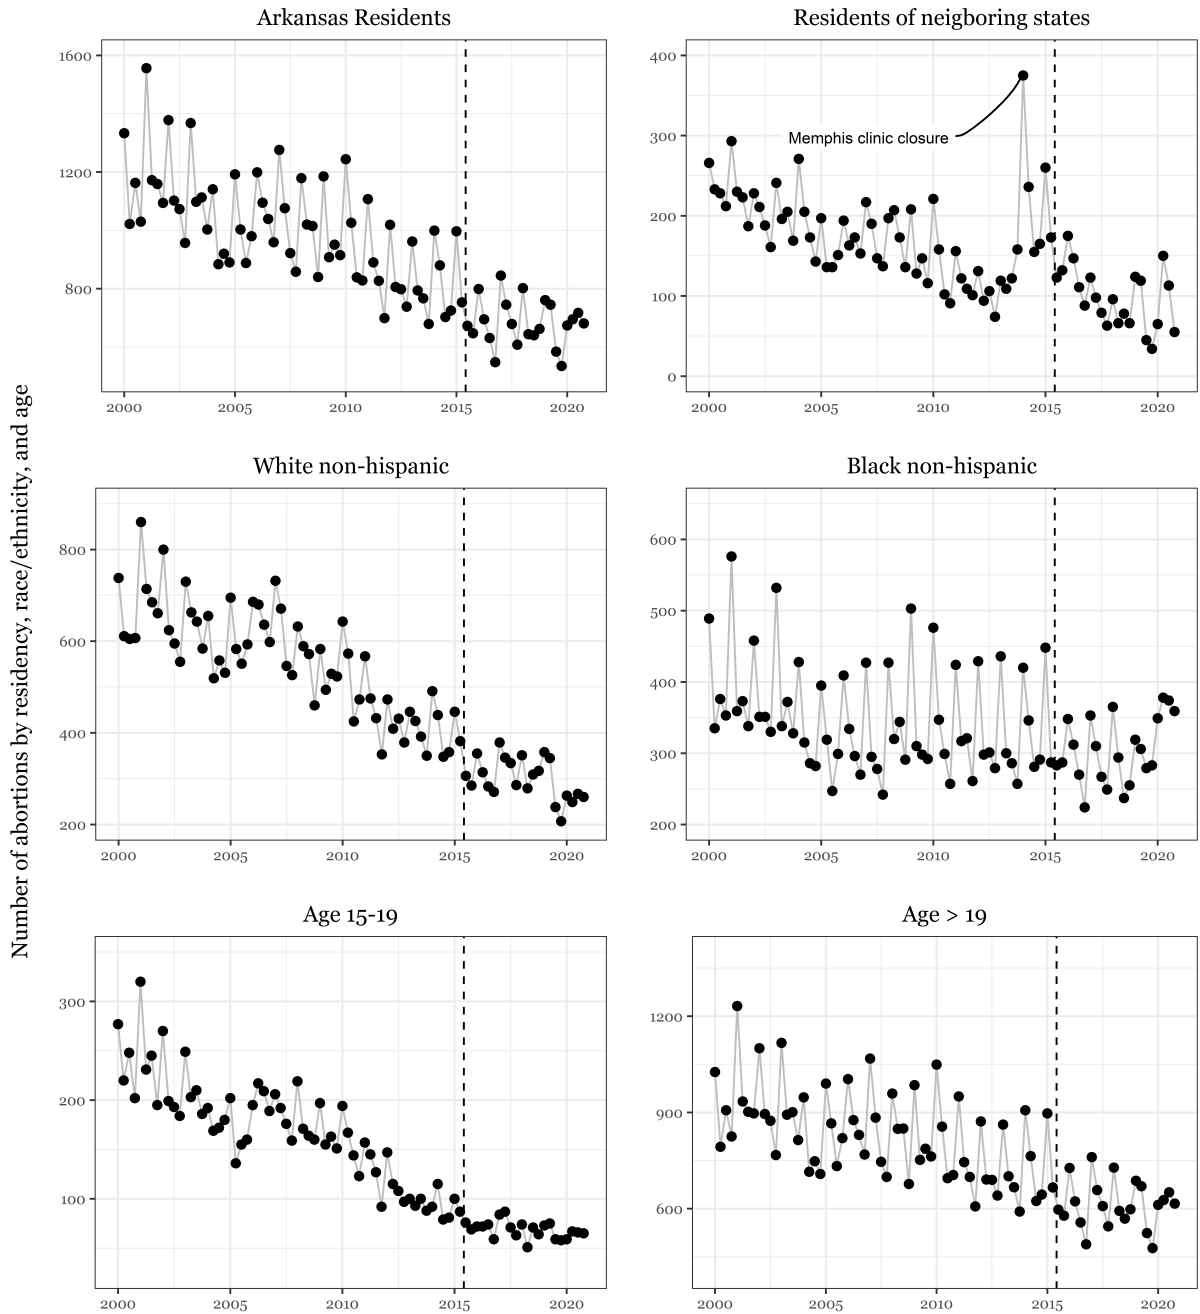 Number of abortions by residency, race/ethnicity, and age
Arkansas Residents
1600
1200
800
2000 2005 2010 2015 2020
Residents of neigboring states
400
300
200
100
0
Memphis clinic closure
2000 2005 2010 2015 2020
White non-hispanic
800
600
400
200
2000 2005 2010 2015 2020
Black non-hispanic
600
500
400
300
200
2000 2005 2010 2015 2020
Age 15-19
300
200
100
2000 2005 2010 2015 2020
Age > 19
1200
900
600
2000 2005 2010 2015 2020